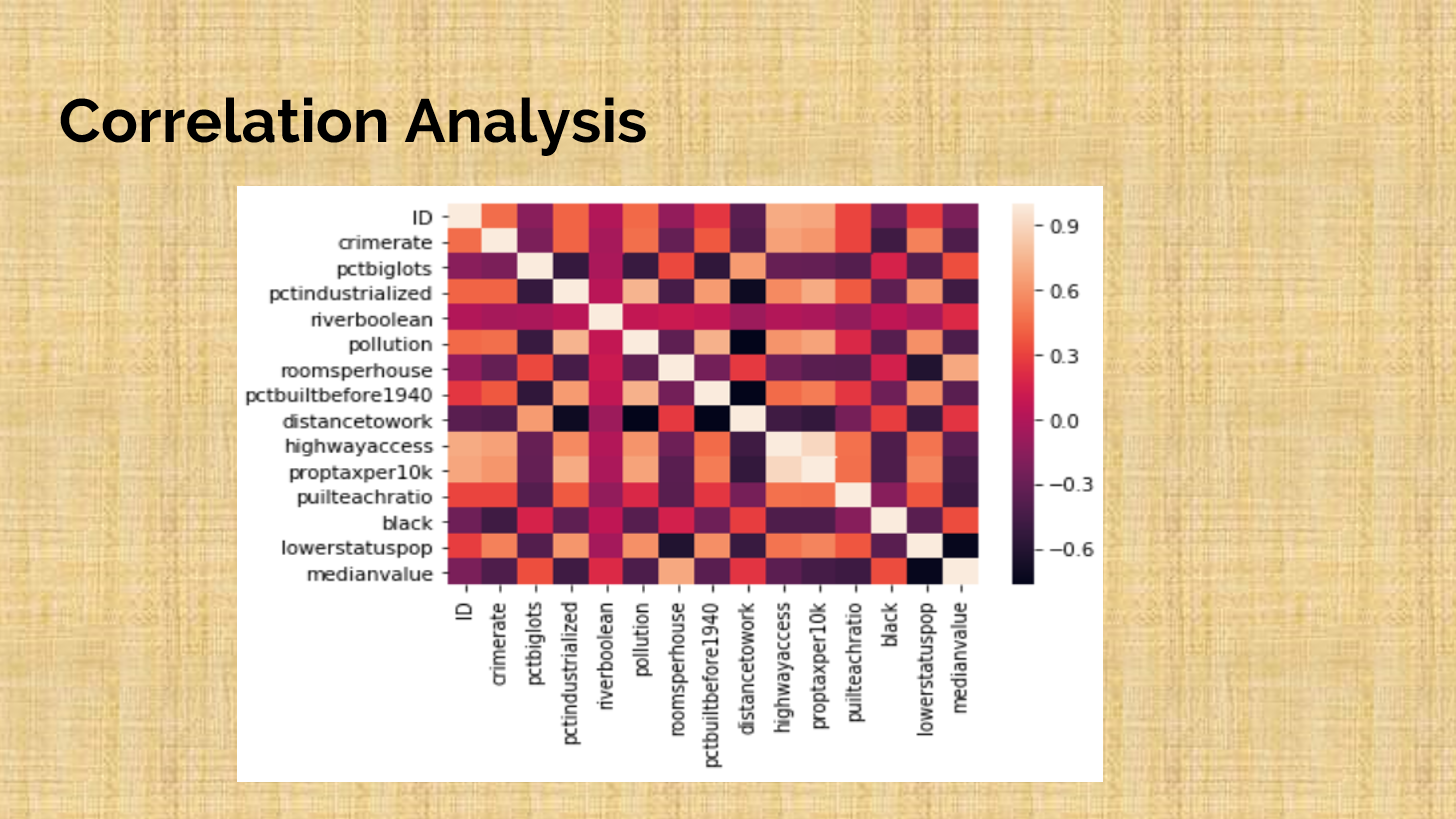 Correlation Analysis
ID
crimerate
pctbiglots
pctindustrialized
riverboolean
pollution
roomsperhouse
pctbuiltbefore1940
distancetowork
highwayaccess
proptaxper10k
puilteachratio
black
lowerstatuspop
medianvalue
0.9
0.6
0.3
0.0
−0.3
−0.6
ID
crimerate
pctbiglots
pctindustrialized
riverboolean
pollution
roomsperhouse
pctbuiltbefore1940
distancetowork
highwayaccess
proptaxper10k
puilteachratio
black
lowerstatuspop
medianvalue